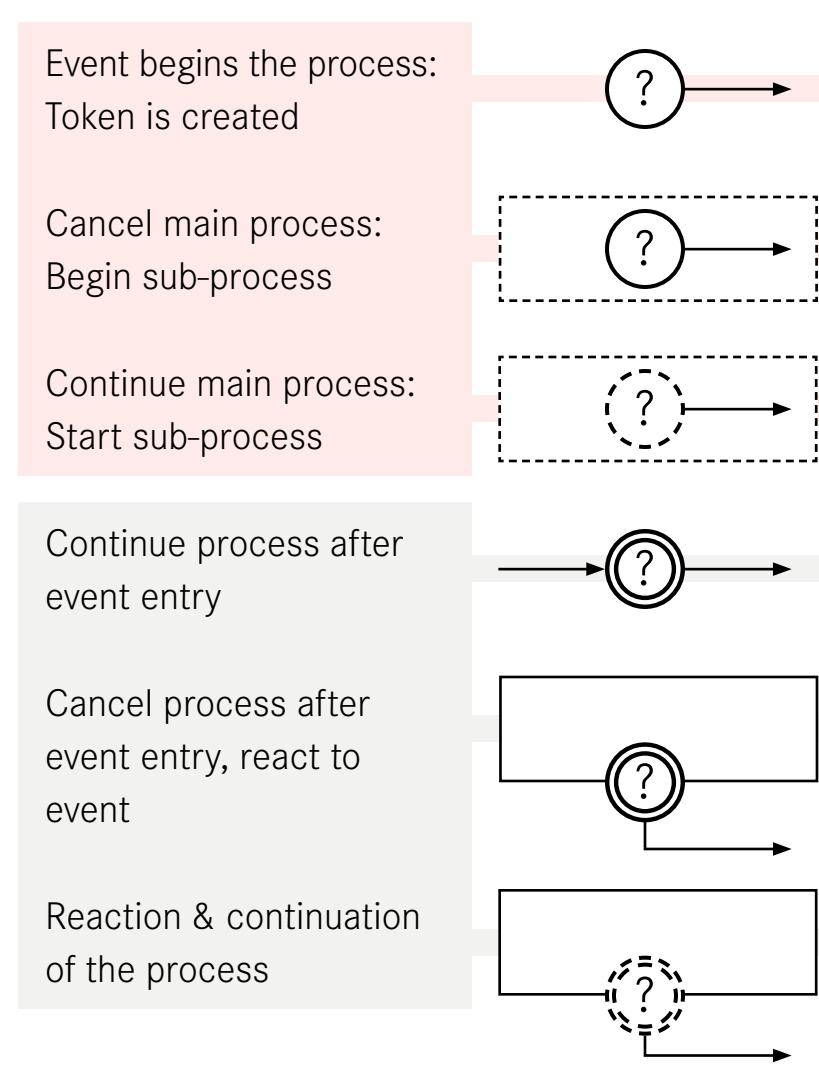 Event begins the process:
?
Token is created
Cancel main process:
?
Begin sub-process
Continue main process:
?
Start sub-process
Continue process after
?
event entry
Cancel process after
event entry, react to
?
event
Reaction & continuation
of the process
?